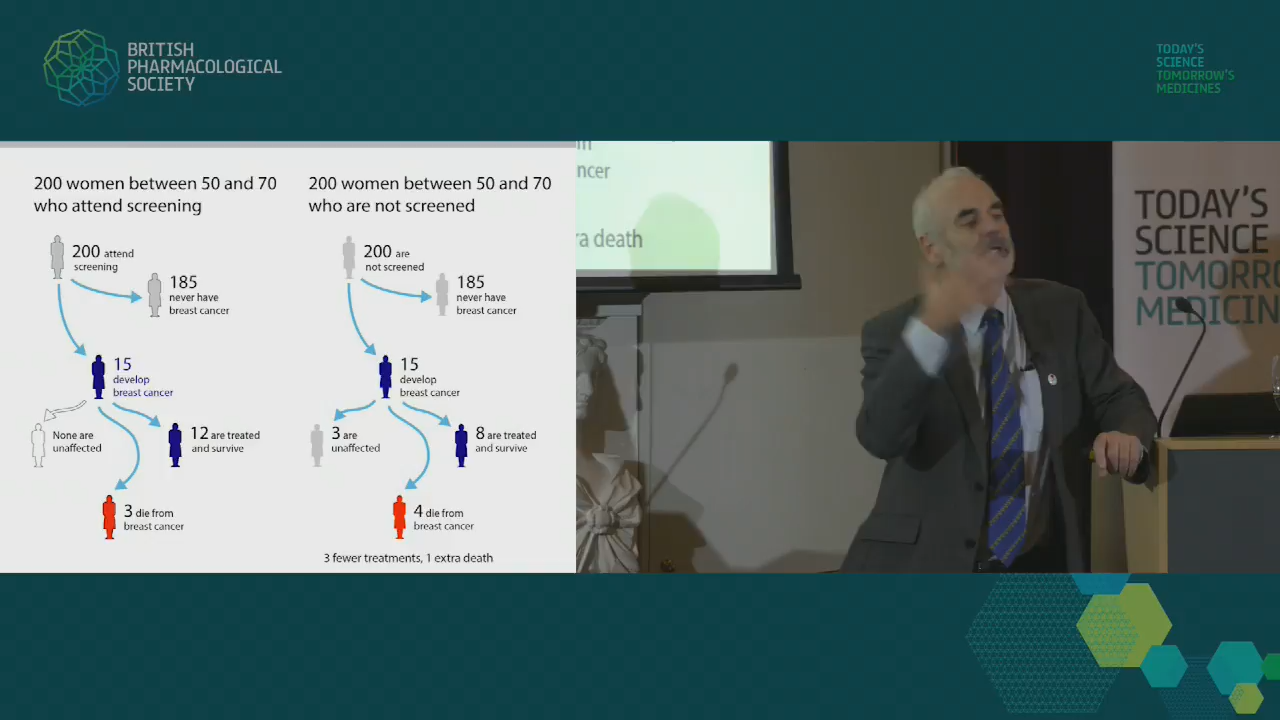 BRITISH
PHARMACOLOGICAL
SOCIETY
TODAY'S
SCIENCE
TOMORROW'S
MEDICINES
200 women between 50 and 70
who attend screening
200 attend
screening
185
never have
breast cancer
15
develop
breast cancer
None are
unaffected
12 are treated
and survive
3 die from
breast cancer
200 women between 50 and 70
who are not screened
200 are
not screened
185
never have
breast cancer
15
develop
breast cancer
3 are
unaffected
8 are treated
and survive
4 die from
breast cancer
3 fewer treatments, 1 extra death
ncer
ra death
TODAY'S
SCIENCE
TOMORR
MEDICIN